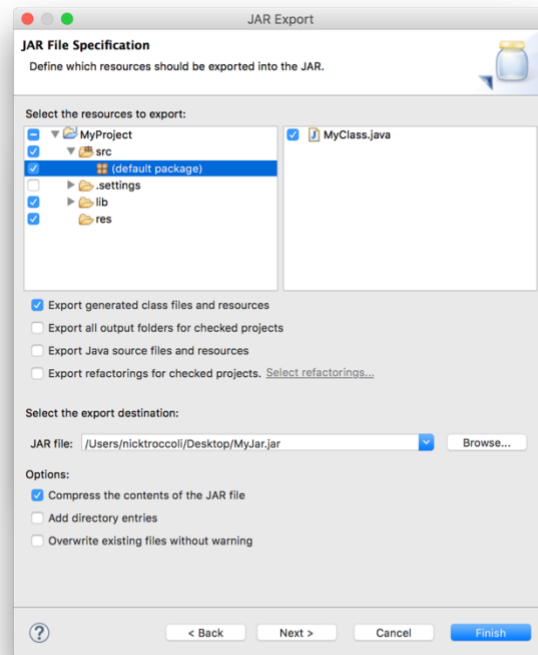 JAR Export
JAR File Specification
Define which resources should be exported into the JAR.
Select the resources to export:
MyProject
src
(default package)
.settings
lib
res
MyClass.java
Export generated class files and resources
Export all output folders for checked projects
Export Java source files and resources
Export refactorings for checked projects. Select refactorings...
Select the export destination:
JAR file: /Users/nicktroccoli/Desktop/MyJar.jar Browse...
Options:
Compress the contents of the JAR file
Add directory entries
Overwrite existing files without warning
? < Back Next > Cancel Finish